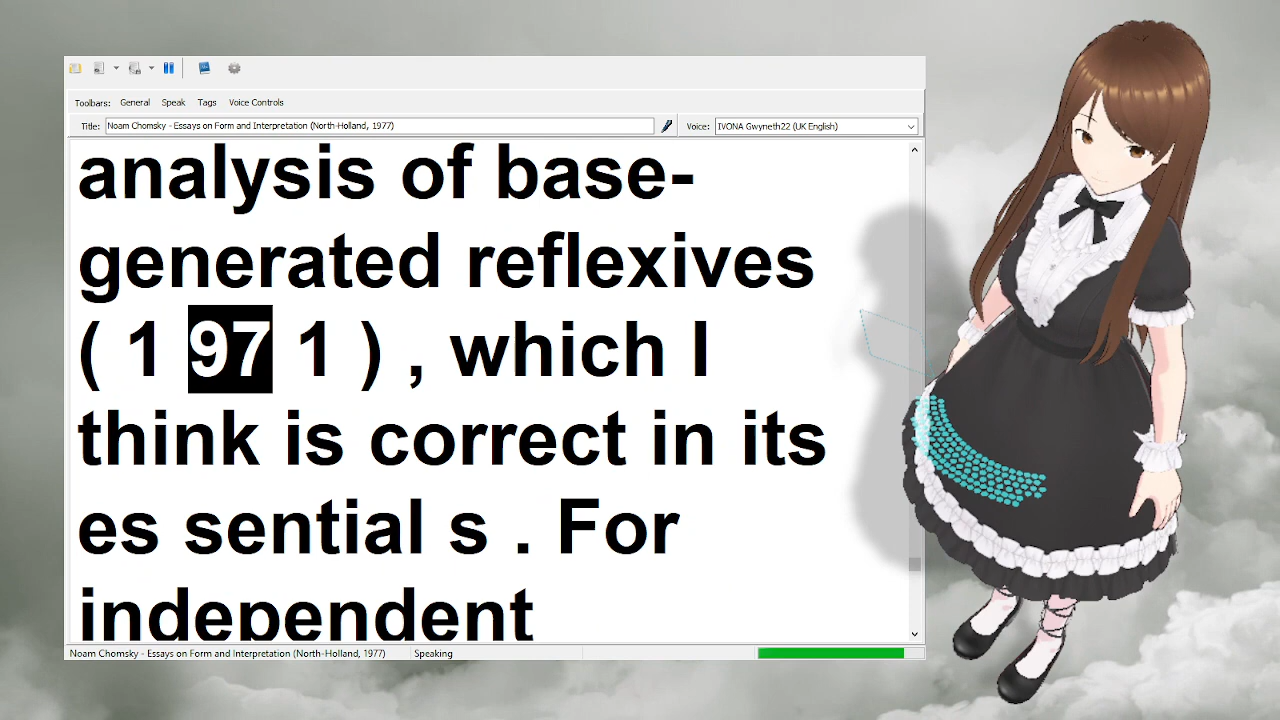 Toolbars: General Speak Tags Voice Controls
Title: Noam Chomsky - Essays on Form and Interpretation (North-Holland, 1977) Voice: IVONA Gwyneth22 (UK English)
analysis of base-
generated reflexives
( 1 97 1 ) , which I
think is correct in its
es sential s . For
independent
Noam Chomsky - Essays on Form and Interpretation (North-Holland, 1977) Speaking